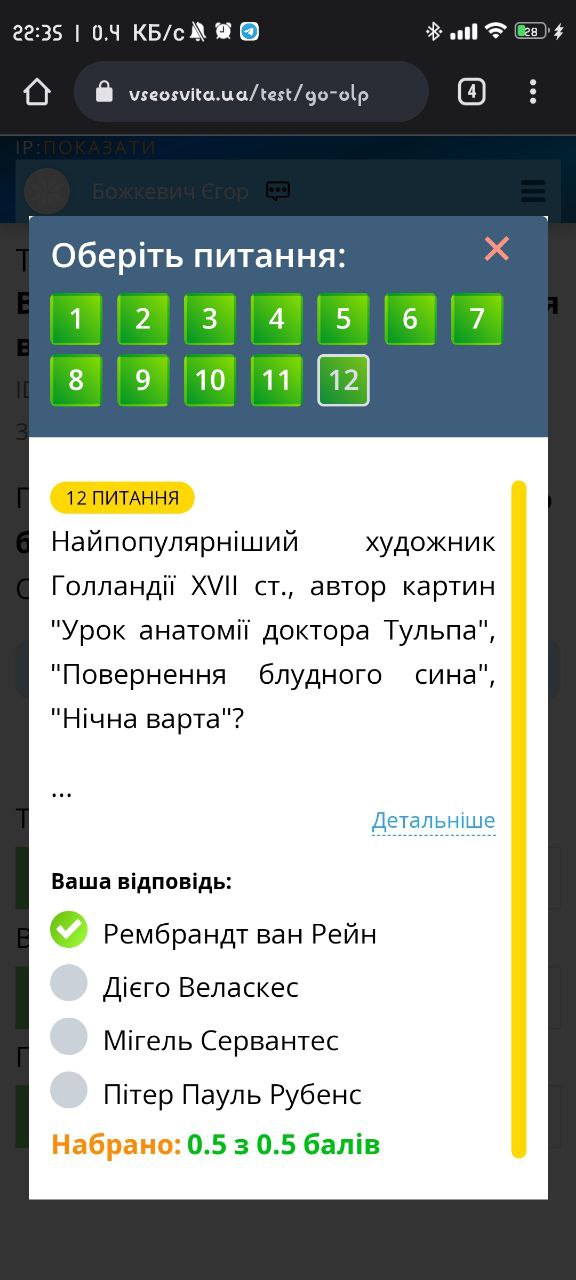 22:35 | 0.4 КБ/с
28
vseosvita.ua/test/go-olp
4
IP:ПОКАЗАТИ
Божкевич Єгор
Оберіть питання:
1 2 3 4 5 6 7
8 9 10 11 12
12 ПИТАННЯ
Найпопулярніший художник
Голландії XVII ст., автор картин
"Урок анатомії доктора Тульпа",
"Повернення блудного сина",
"Нічна варта"?
...
Детальніше
Ваша відповідь:
Рембрандт ван Рейн
Дієго Веласкес
Мігель Сервантес
Пітер Пауль Рубенс
Набрано: 0.5 з 0.5 балів